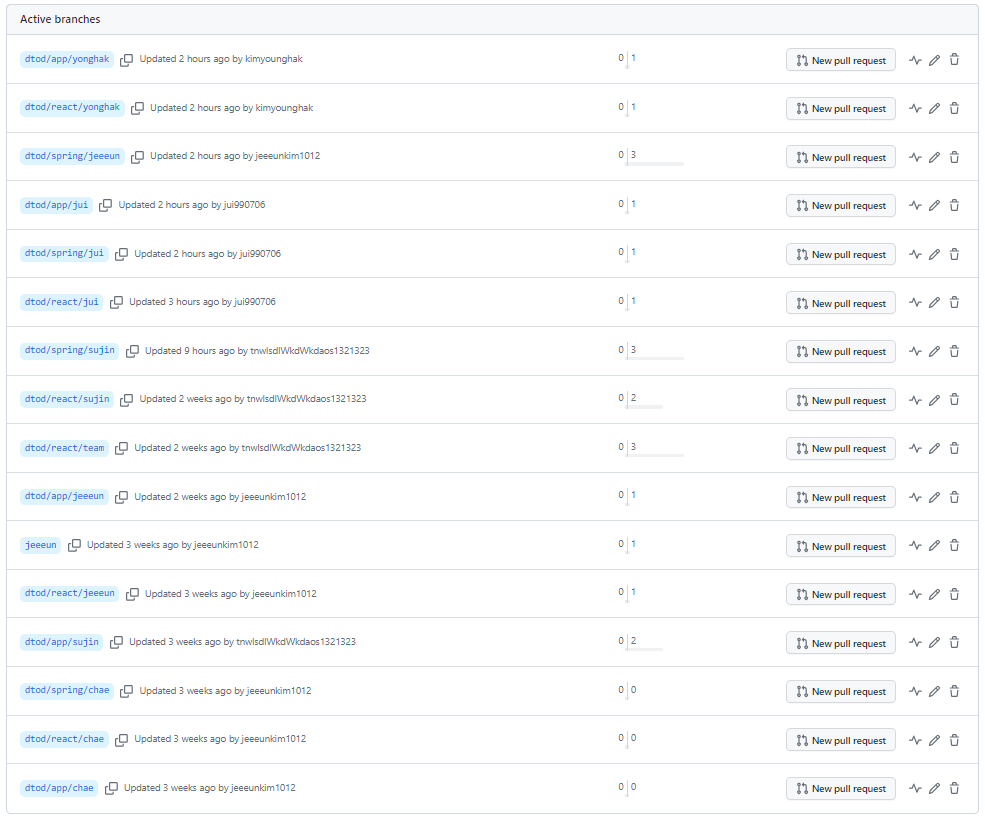 Active branches
dtod/app/yonghak Updated 2 hours ago by kimyounghak 0 1 New pull request
dtod/react/yonghak Updated 2 hours ago by kimyounghak 0 1 New pull request
dtod/spring/jeeeun Updated 2 hours ago by jeeeunkim1012 0 3 New pull request
dtod/app/jui Updated 2 hours ago by jui990706 0 1 New pull request
dtod/spring/jui Updated 2 hours ago by jui990706 0 1 New pull request
dtod/react/jui Updated 3 hours ago by jui990706 0 1 New pull request
dtod/spring/sujin Updated 9 hours ago by tnwlsdlWkdWkdaos1321323 0 3 New pull request
dtod/react/sujin Updated 2 weeks ago by tnwlsdlWkdWkdaos1321323 0 2 New pull request
dtod/react/team Updated 2 weeks ago by tnwlsdlWkdWkdaos1321323 0 3 New pull request
dtod/app/jeeeun Updated 2 weeks ago by jeeeunkim1012 0 1 New pull request
jeeeun Updated 3 weeks ago by jeeeunkim1012 0 1 New pull request
dtod/react/jeeeun Updated 3 weeks ago by jeeeunkim1012 0 1 New pull request
dtod/app/sujin Updated 3 weeks ago by tnwlsdlWkdWkdaos1321323 0 2 New pull request
dtod/spring/chae Updated 3 weeks ago by jeeeunkim1012 0 0 New pull request
dtod/react/chae Updated 3 weeks ago by jeeeunkim1012 0 0 New pull request
dtod/app/chae Updated 3 weeks ago by jeeeunkim1012 0 0 New pull request